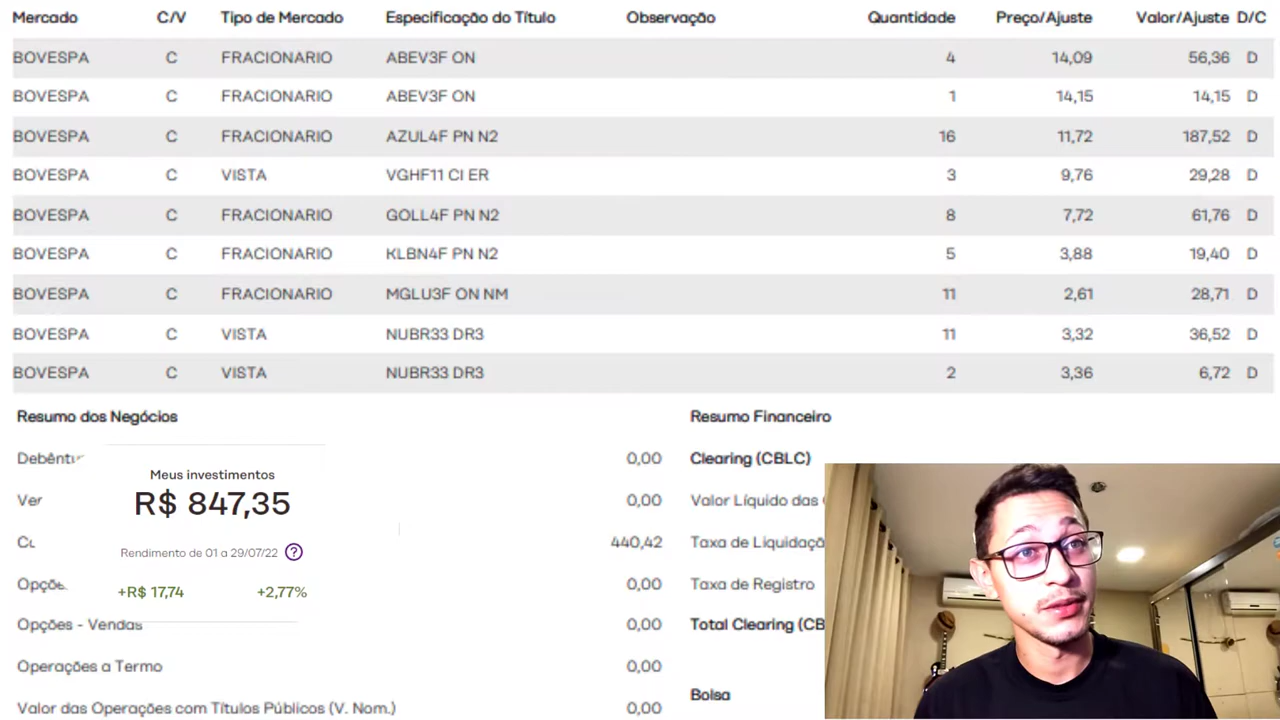 Mercado C/V Tipo de Mercado Especificação do Título Observação Quantidade Preço/Ajuste Valor/Ajuste D/C
BOVESPA C FRACIONARIO ABEV3F ON 4 14,09 56,36 D
BOVESPA C FRACIONARIO ABEV3F ON 1 14,15 14,15 D
BOVESPA C FRACIONARIO AZUL4F PN N2 16 11,72 187,52 D
BOVESPA C VISTA VGHF11 CI ER 3 9,76 29,28 D
BOVESPA C FRACIONARIO GOLL4F PN N2 8 7,72 61,76 D
BOVESPA C FRACIONARIO KLBN4F PN N2 5 3,88 19,40 D
BOVESPA C FRACIONARIO MGLU3F ON NM 11 2,61 28,71 D
BOVESPA C VISTA NUBR33 DR3 11 3,32 36,52 D
BOVESPA C VISTA NUBR33 DR3 2 3,36 6,72 D
Resumo dos Negócios
0,00
0,00
440,42
0,00
Opções - Vendas 0,00
Operações a Termo 0,00
Valor das Operações com Títulos Públicos (V. Nom.) 0,00
Meus investimentos
R$ 847,35
Rendimento de 01 a 29/07/22 ?
+R$ 17,74 +2,77%
Resumo Financeiro
Clearing (CBLC)
Valor Líquido das
Taxa de
Taxa de Registro
Total Clearing
Bolsa